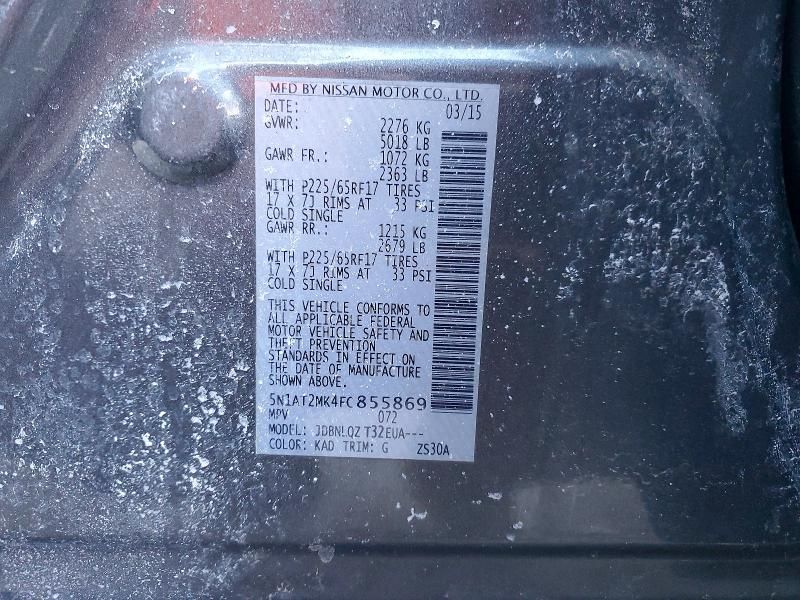 MFD BY NISSAN MOTOR CO., LTD.
DATE: 03/15
GVWR: 2276 KG
5018 LB
GAWR FR.: 1072 KG
2363 LB
WITH P225/65RF17 TIRES
17 X 7J RIMS AT 33 PSI
COLD SINGLE
GAWR RR.: 1215 KG
2679 LB
WITH P225/65RF17 TIRES
17 X 7J RIMS AT 33 PSI
COLD SINGLE
THIS VEHICLE CONFORMS TO
ALL APPLICABLE FEDERAL
MOTOR VEHICLE SAFETY AND
THEFT PREVENTION
STANDARDS IN EFFECT ON
THE DATE OF MANUFACTURE
SHOWN ABOVE.
5N1AT2MK4FC855869
MPV 072
MODEL: JDBNLQZ T32EUA---
COLOR: KAD TRIM: G ZS30A